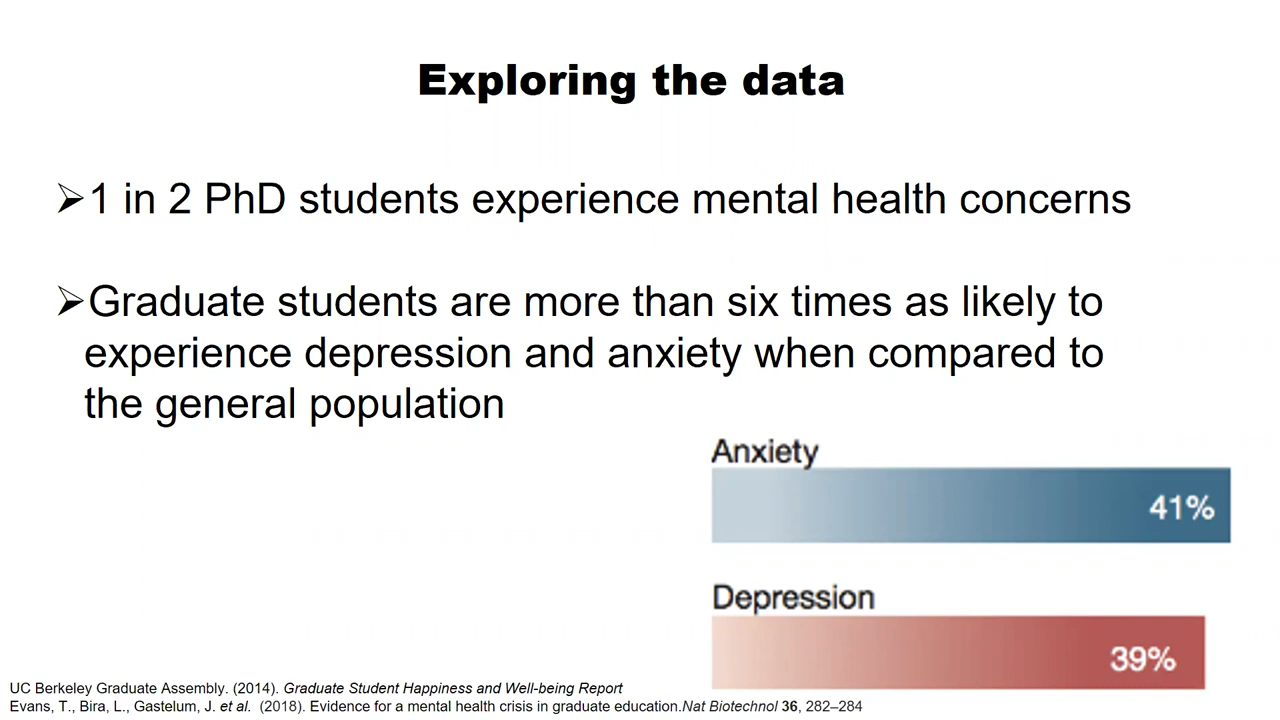 Exploring the data
➢1 in 2 PhD students experience mental health concerns
➢Graduate students are more than six times as likely to
experience depression and anxiety when compared to
the general population
Anxiety
41%
Depression
39%
UC Berkeley Graduate Assembly. (2014). Graduate Student Happiness and Well-being Report
Evans, T., Bira, L., Gastelum, J. et al. (2018). Evidence for a mental health crisis in graduate education.Nat Biotechnol 36, 282–284